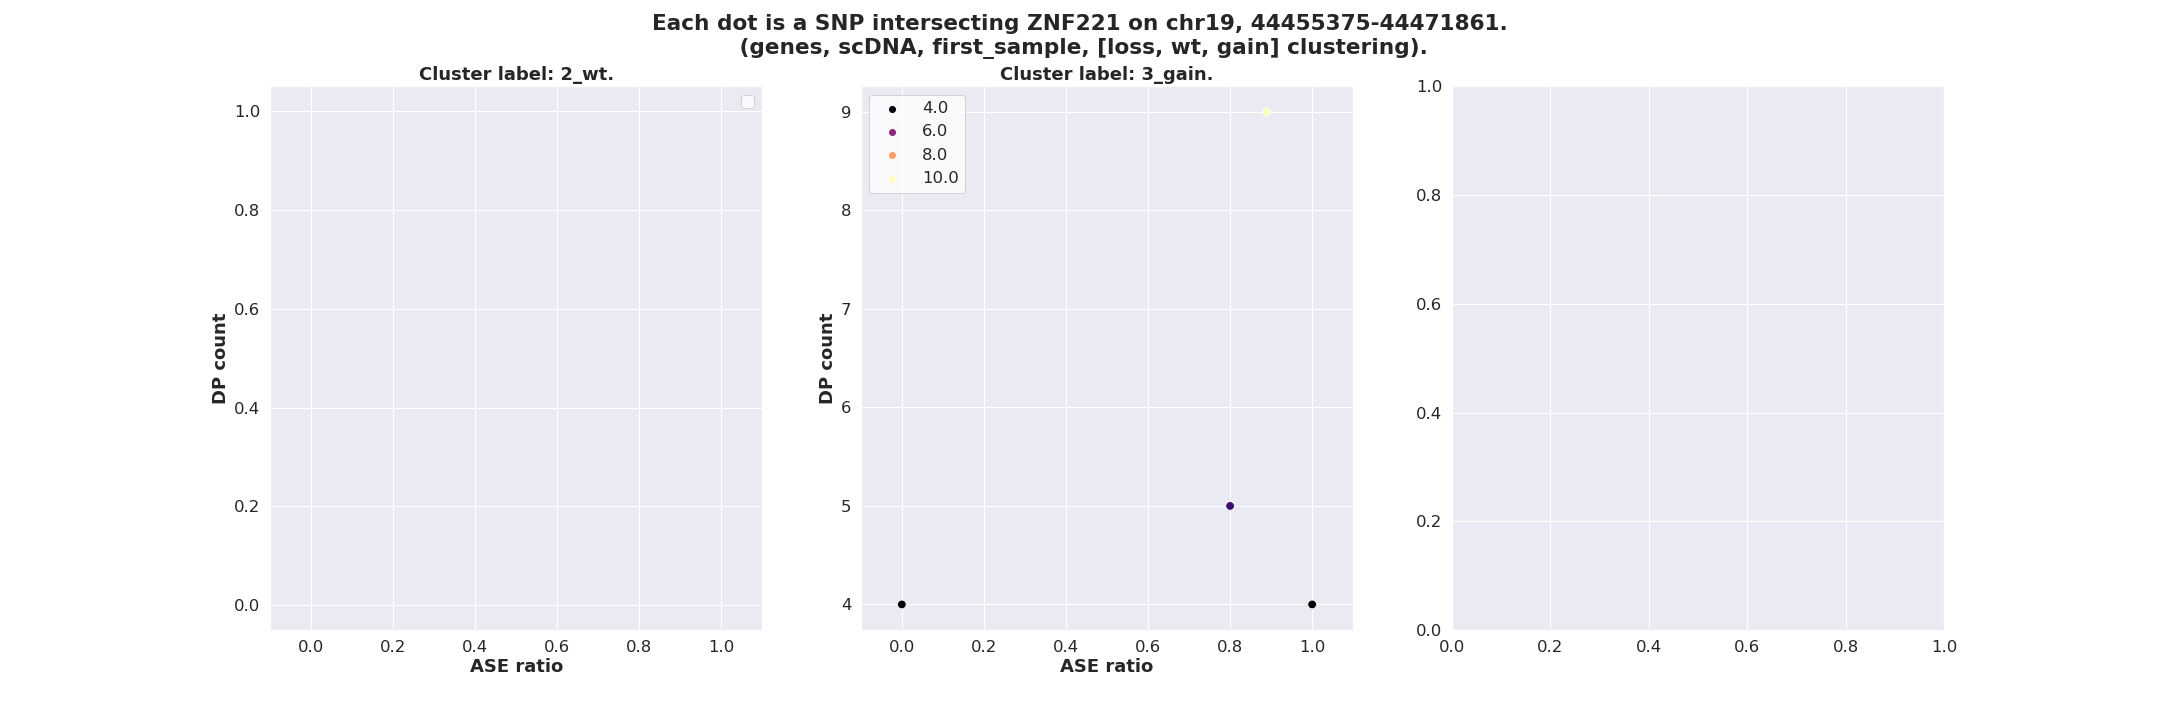 Each dot is a SNP intersecting ZNF221 on chr19, 44455375-44471861.
(genes, scDNA, first_sample, [loss, wt, gain] clustering).
Cluster label: 2_wt.
DP count
1.0
0.8
0.6
0.4
0.2
0.0
0.0 0.2 0.4 0.6 0.8 1.0
ASE ratio
Cluster label: 3_gain.
4.0
6.0
8.0
10.0
DP count
9
8
7
6
5
4
0.0 0.2 0.4 0.6 0.8 1.0
ASE ratio
1.0
0.8
0.6
0.4
0.2
0.0
0.0 0.2 0.4 0.6 0.8 1.0